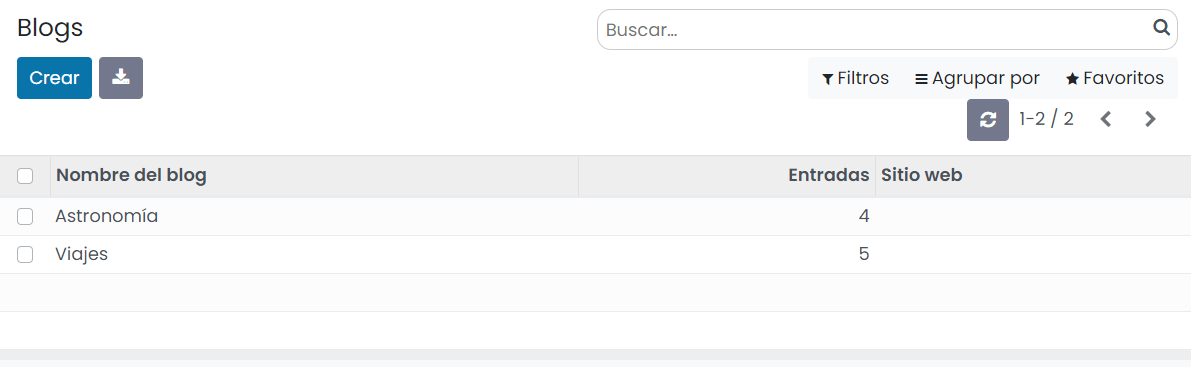 Blogs
Buscar...
Crear
Filtros Agrupar por Favoritos
1-2 / 2
Nombre del blog Entradas Sitio web
Astronomía 4
Viajes 5